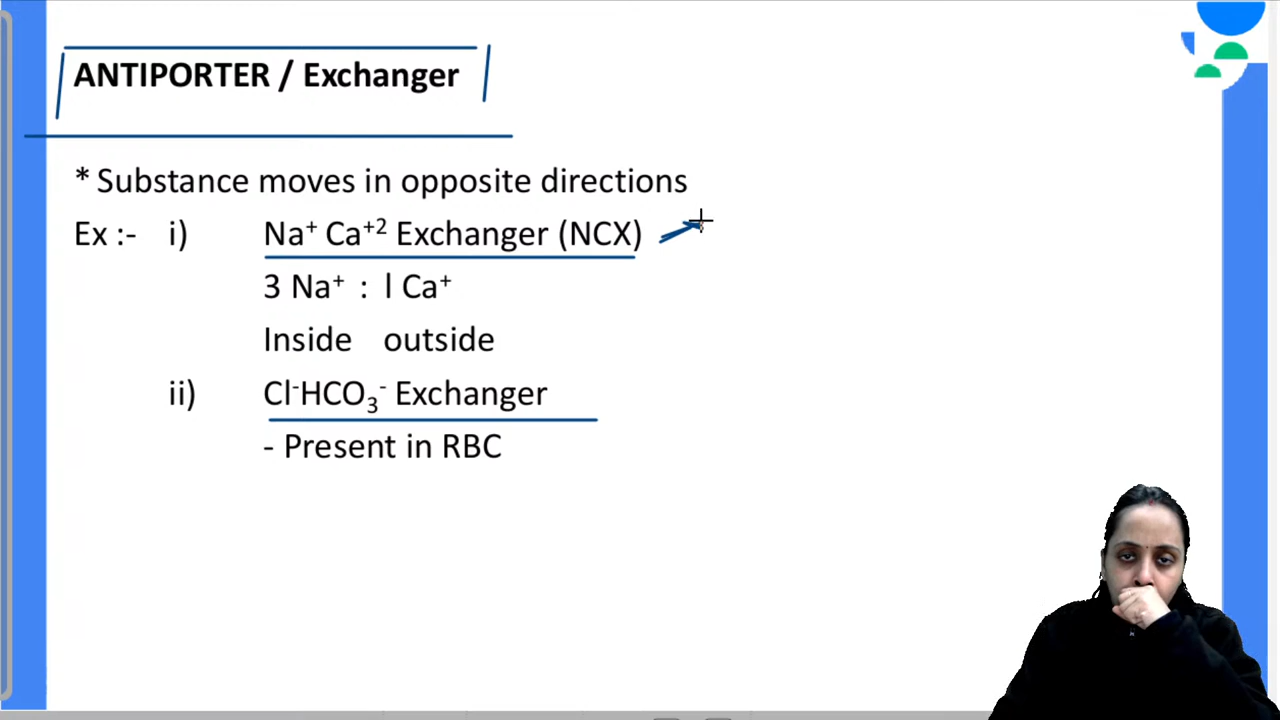 ANTIPORTER / Exchanger
* Substance moves in opposite directions
Ex :- i) Na⁺ Ca⁺² Exchanger (NCX)
3 Na⁺ : l Ca⁺
Inside outside
ii) Cl⁻HCO₃⁻ Exchanger
- Present in RBC